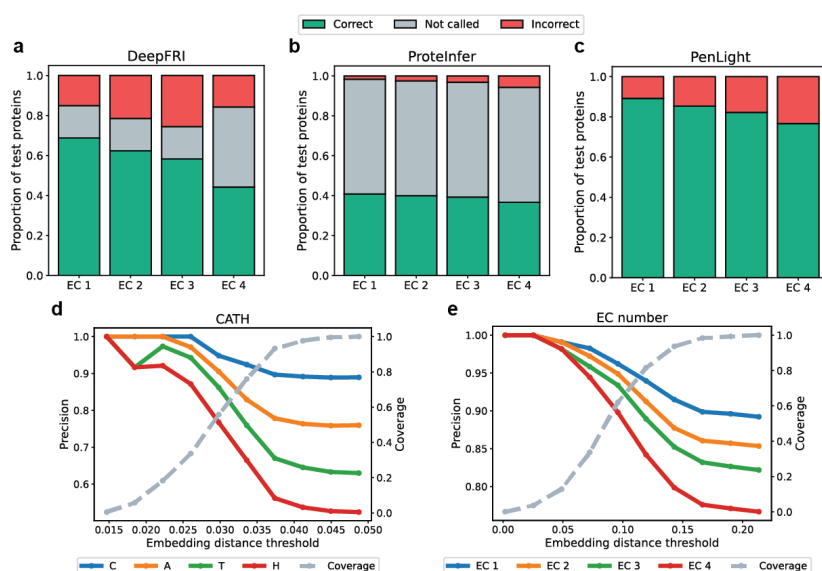 Correct Not called Incorrect
a DeepFRI
b ProteInfer
c PenLight
Proportion of test proteins
1.0
0.8
0.6
0.4
0.2
0.0
EC 1 EC 2 EC 3 EC 4
Proportion of test proteins
1.0
0.8
0.6
0.4
0.2
0.0
EC 1 EC 2 EC 3 EC 4
Proportion of test proteins
1.0
0.8
0.6
0.4
0.2
0.0
EC 1 EC 2 EC 3 EC 4
d CATH
Precision
1.0
0.9
0.8
0.7
0.6
Coverage
1.0
0.8
0.6
0.4
0.2
0.0
0.015 0.020 0.025 0.030 0.035 0.040 0.045 0.050
Embedding distance threshold
C A T H Coverage
e EC number
Precision
1.00
0.95
0.90
0.85
0.80
Coverage
1.0
0.8
0.6
0.4
0.2
0.0
0.00 0.05 0.10 0.15 0.20
Embedding distance threshold
EC 1 EC 2 EC 3 EC 4 Coverage